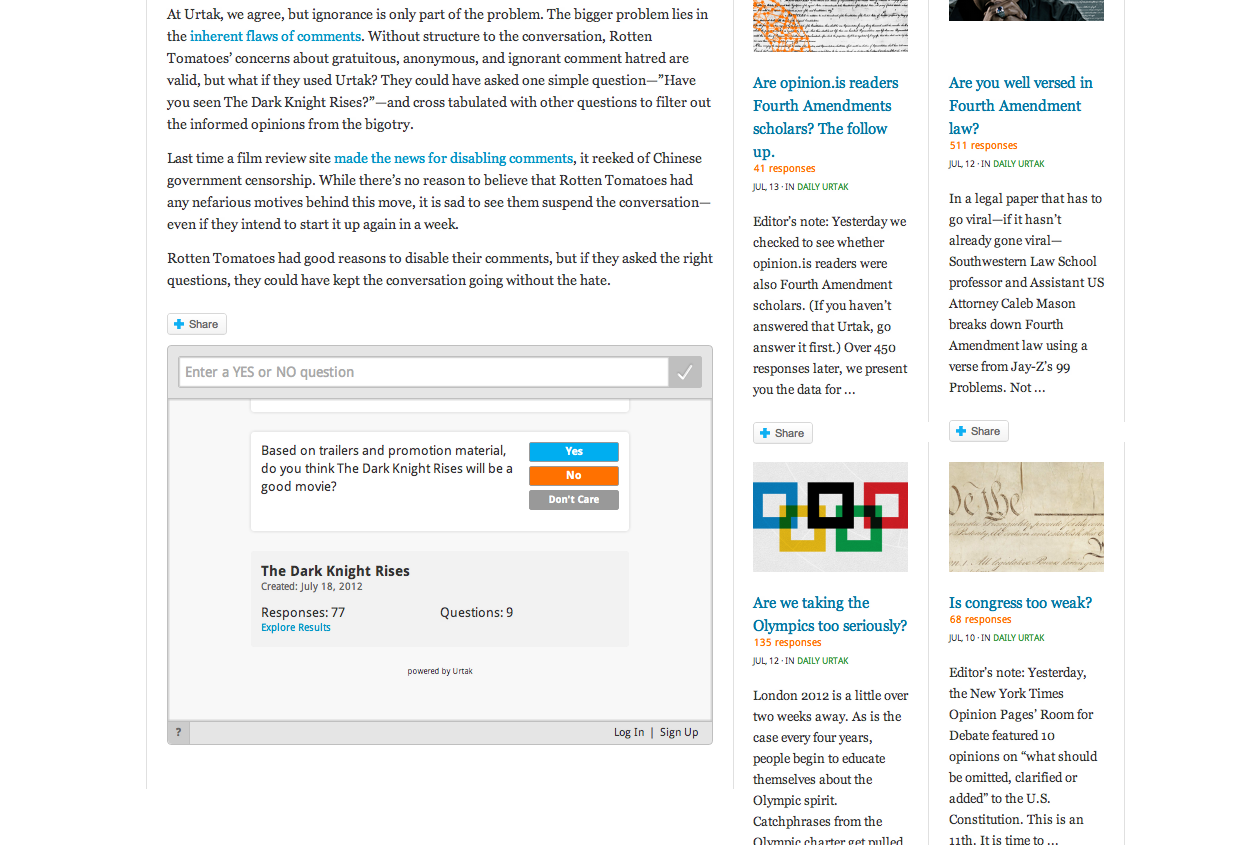 At Urtak, we agree, but ignorance is only part of the problem. The bigger problem lies in
the inherent flaws of comments. Without structure to the conversation, Rotten
Tomatoes’ concerns about gratuitous, anonymous, and ignorant comment hatred are
valid, but what if they used Urtak? They could have asked one simple question—”Have
you seen The Dark Knight Rises?”—and cross tabulated with other questions to filter out
the informed opinions from the bigotry.
Last time a film review site made the news for disabling comments, it reeked of Chinese
government censorship. While there’s no reason to believe that Rotten Tomatoes had
any nefarious motives behind this move, it is sad to see them suspend the conversation—
even if they intend to start it up again in a week.
Rotten Tomatoes had good reasons to disable their comments, but if they asked the right
questions, they could have kept the conversation going without the hate.
Share
Enter a YES or NO question
Based on trailers and promotion material,
do you think The Dark Knight Rises will be a
good movie?
Yes
No
Don't Care
The Dark Knight Rises
Created: July 18, 2012
Responses: 77
Questions: 9
Explore Results
powered by Urtak
?
Log In | Sign Up
Are opinion.is readers
Fourth Amendments
scholars? The follow
up.
41 responses
JUL, 13 · IN DAILY URTAK
Editor’s note: Yesterday we
checked to see whether
opinion.is readers were
also Fourth Amendment
scholars. (If you haven’t
answered that Urtak, go
answer it first.) Over 450
responses later, we present
you the data for ...
Share
Are we taking the
Olympics too seriously?
135 responses
JUL, 12 · IN DAILY URTAK
London 2012 is a little over
two weeks away. As is the
case every four years,
people begin to educate
themselves about the
Olympic spirit.
Catchphrases from the
Olympic charter get pulled
Are you well versed in
Fourth Amendment
law?
511 responses
JUL, 12 · IN DAILY URTAK
In a legal paper that has to
go viral—if it hasn’t
already gone viral—
Southwestern Law School
professor and Assistant US
Attorney Caleb Mason
breaks down Fourth
Amendment law using a
verse from Jay-Z’s 99
Problems. Not ...
Share
We the
Is congress too weak?
68 responses
JUL, 10 · IN DAILY URTAK
Editor’s note: Yesterday,
the New York Times
Opinion Pages’ Room for
Debate featured 10
opinions on “what should
be omitted, clarified or
added” to the U.S.
Constitution. This is an
11th. It is time to ...